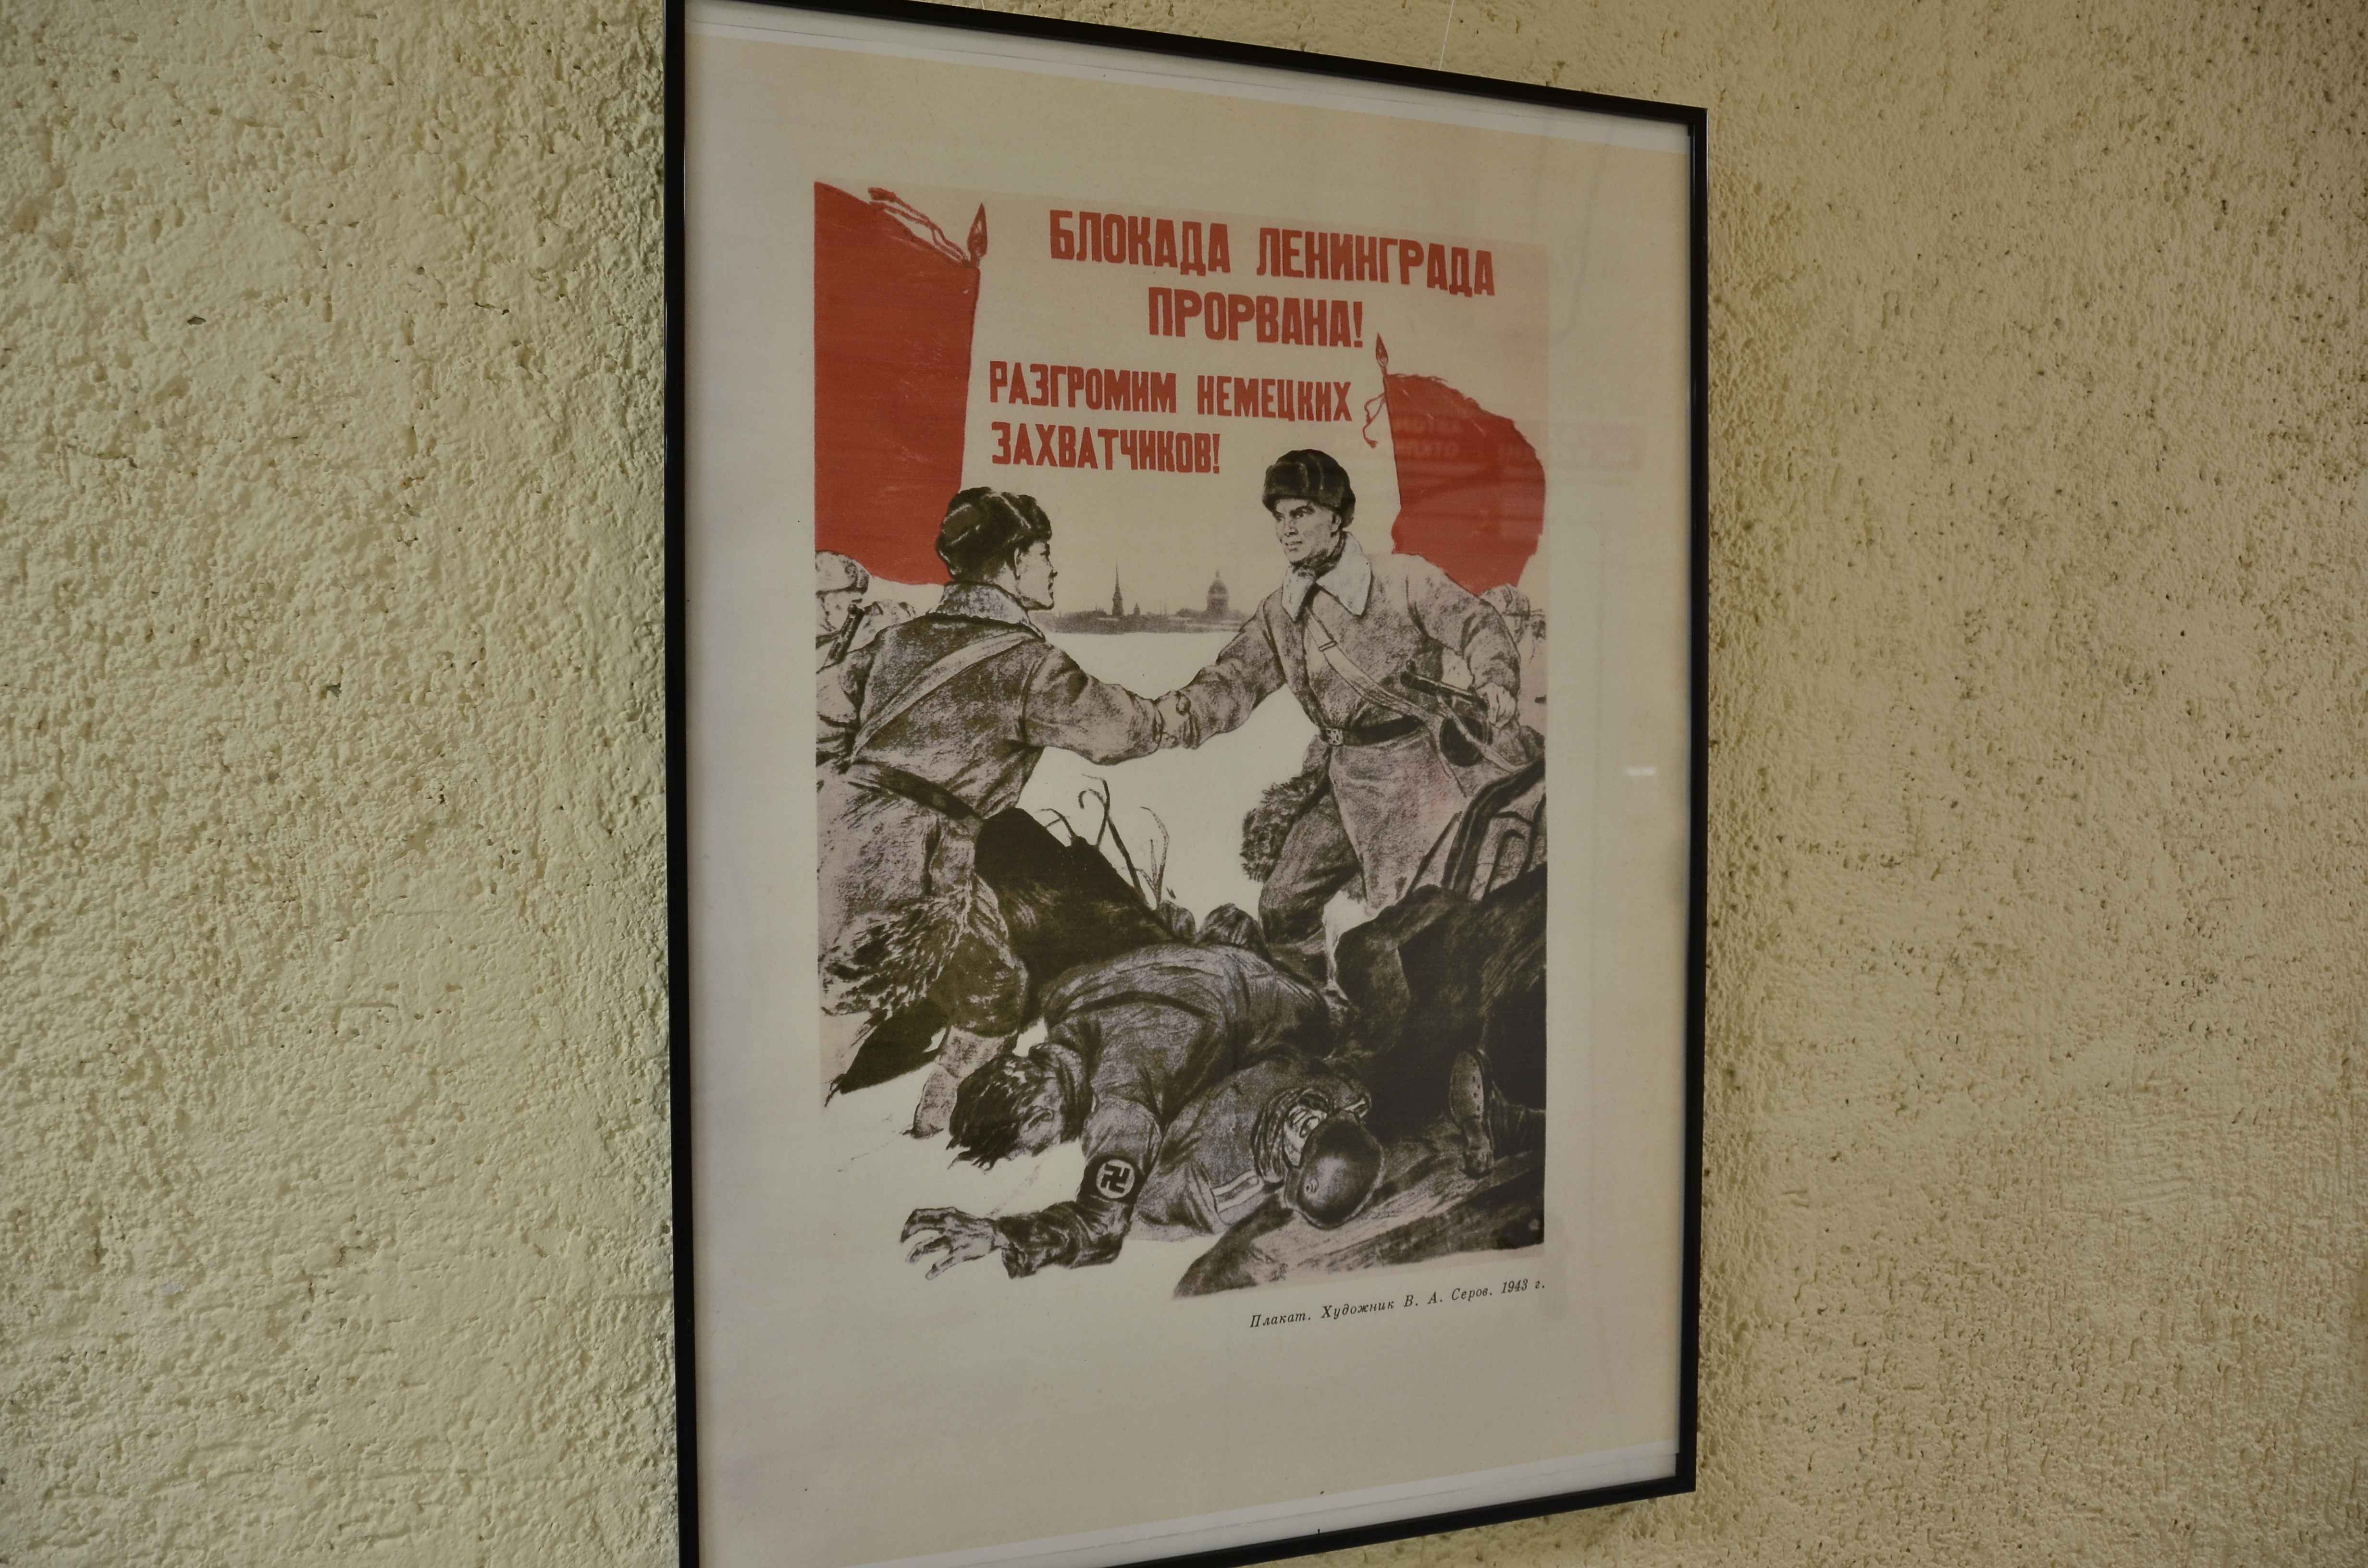 БЛОКАДА ЛЕНИНГРАДА
ПРОРВАНА!
РАЗГРОМИМ НЕМЕЦКИХ
ЗАХВАТЧИКОВ!
Плакат. Художник В. А. Серов. 1943 г.